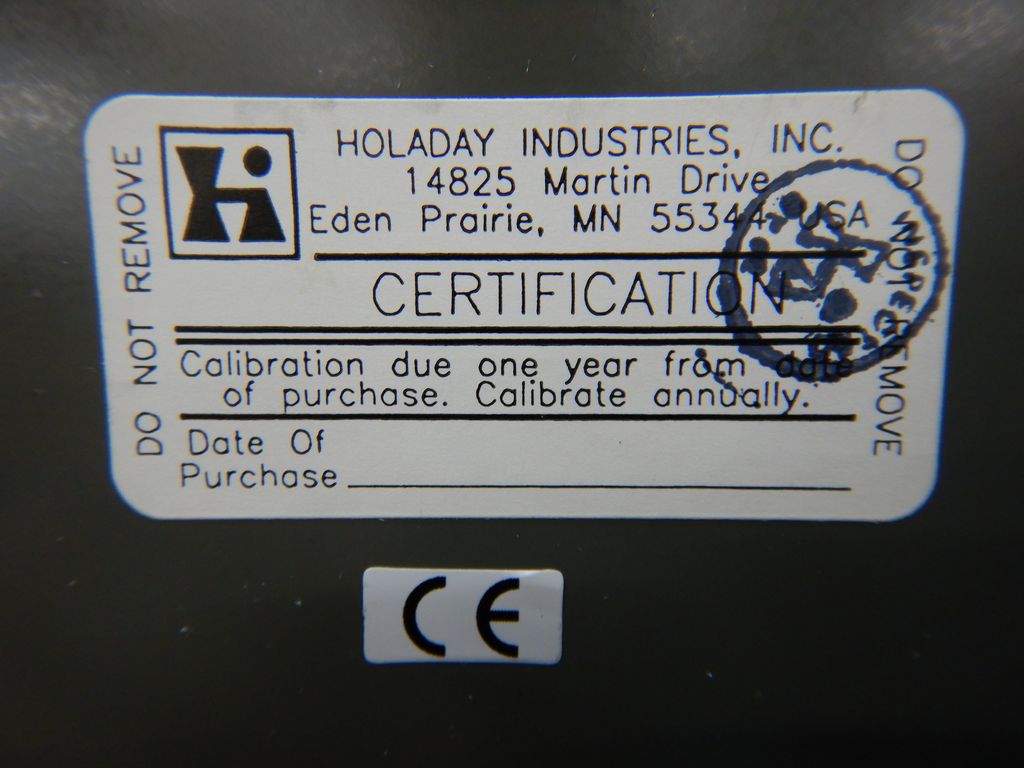 DO NOT REMOVE
HOLADAY INDUSTRIES, INC.
14825 Martin Drive
Eden Prairie, MN 55344 USA
CERTIFICATION
Calibration due one year from date
of purchase. Calibrate annually.
Date Of
Purchase
DO NOT REMOVE
CE